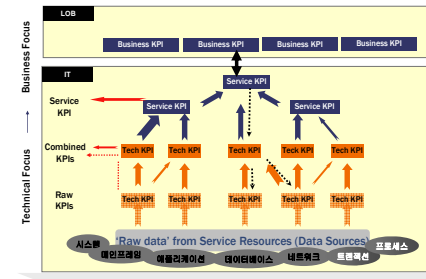 LOB
Business KPI
Business KPI
Business KPI
Business KPI
Business Focus
Technical Focus
IT
Service KPI
Service
KPI
Service KPI
Service KPI
Combined
KPIs
Tech KPI
Tech KPI
Tech KPI
Tech KPI
Tech KPI
Raw
KPIs
Tech KPI
Tech KPI
Tech KPI
Tech KPI
Tech KPI
'Raw data' from Service Resources (Data Sources)
시스템
메인프레임
애플리케이션
데이터베이스
네트워크
트랜잭션
프로세스